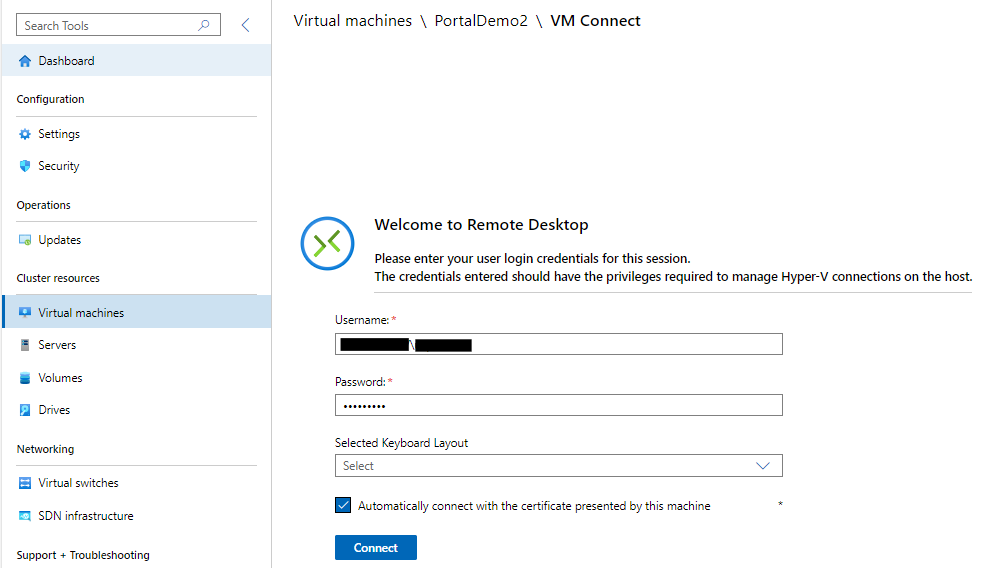 Search Tools
Virtual machines \ PortalDemo2 \ VM Connect
Dashboard
Configuration
Settings
Security
Operations
Updates
Cluster resources
Virtual machines
Servers
Volumes
Drives
Networking
Virtual switches
SDN infrastructure
Support + Troubleshooting
Welcome to Remote Desktop
Please enter your user login credentials for this session.
The credentials entered should have the privileges required to manage Hyper-V connections on the host.
Username: *
\
Password: *
•••••••••
Selected Keyboard Layout
Select
Automatically connect with the certificate presented by this machine *
Connect